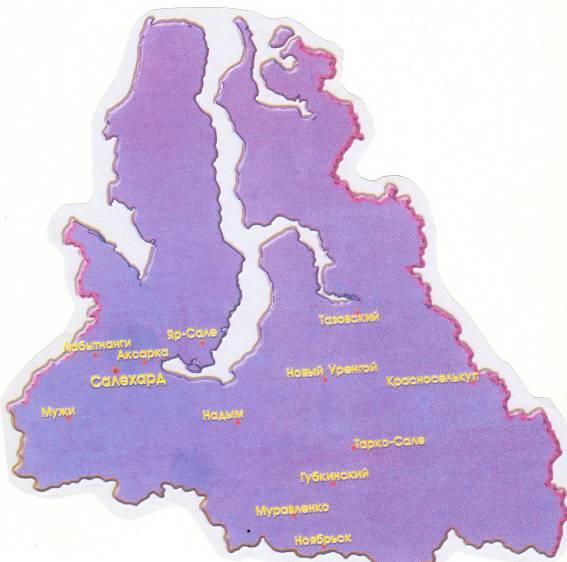 Тазовский
Яр-Сале
Лабытнанги
Аксарка
Салехард
Новый Уренгой
Красноселькуп
Мужи
Надым
Тарко-Сале
Губкинский
Муравленко
Ноябрьск